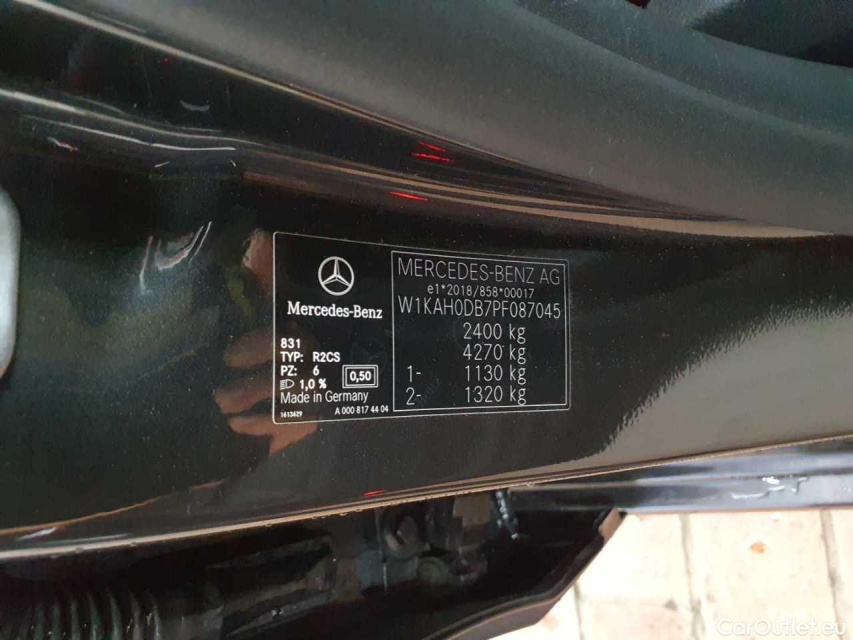 Mercedes-Benz
831
TYP: R2CS
PZ: 6
1,0 % 0,50
Made in Germany
1613629 A 000 817 44 04
MERCEDES-BENZ AG
e1*2018/858*00017
W1KAH0DB7PF087045
2400 kg
4270 kg
1- 1130 kg
2- 1320 kg
CarOutlet.eu